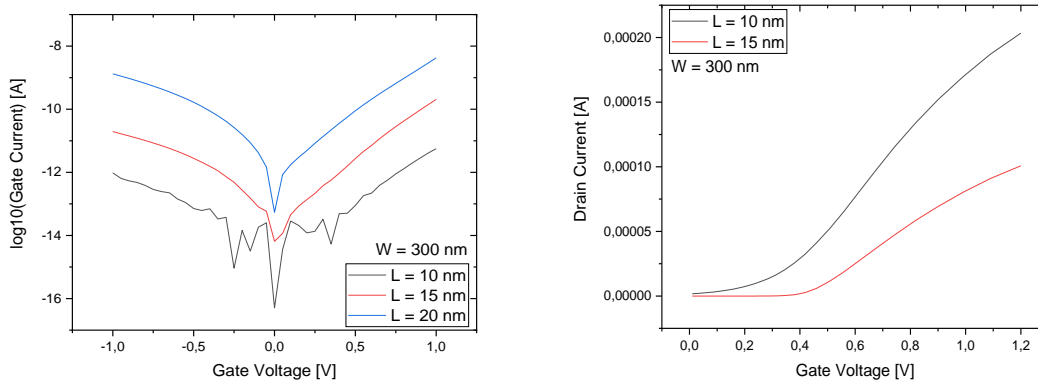 log10(Gate Current) [A]
-8
-10
-12
-14
-16
-1,0
-0,5
0,0
0,5
1,0
Gate Voltage [V]
W = 300 nm
L = 10 nm
L = 15 nm
L = 20 nm
Drain Current [A]
0,00020
0,00015
0,00010
0,00005
0,00000
0,0
0,2
0,4
0,6
0,8
1,0
1,2
Gate Voltage [V]
L = 10 nm
L = 15 nm
W = 300 nm